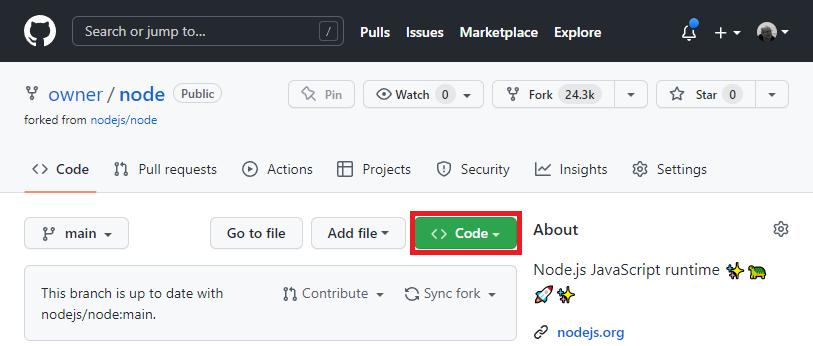 Search or jump to... /
Pulls Issues Marketplace Explore
owner / node Public
Pin Watch 0 Fork 24.3k Star 0
forked from nodejs/node
Code Pull requests Actions Projects Security Insights Settings
main Go to file Add file Code
About
This branch is up to date with
nodejs/node:main.
Contribute Sync fork
Node.js JavaScript runtime ✨🐢
🚀✨
nodejs.org